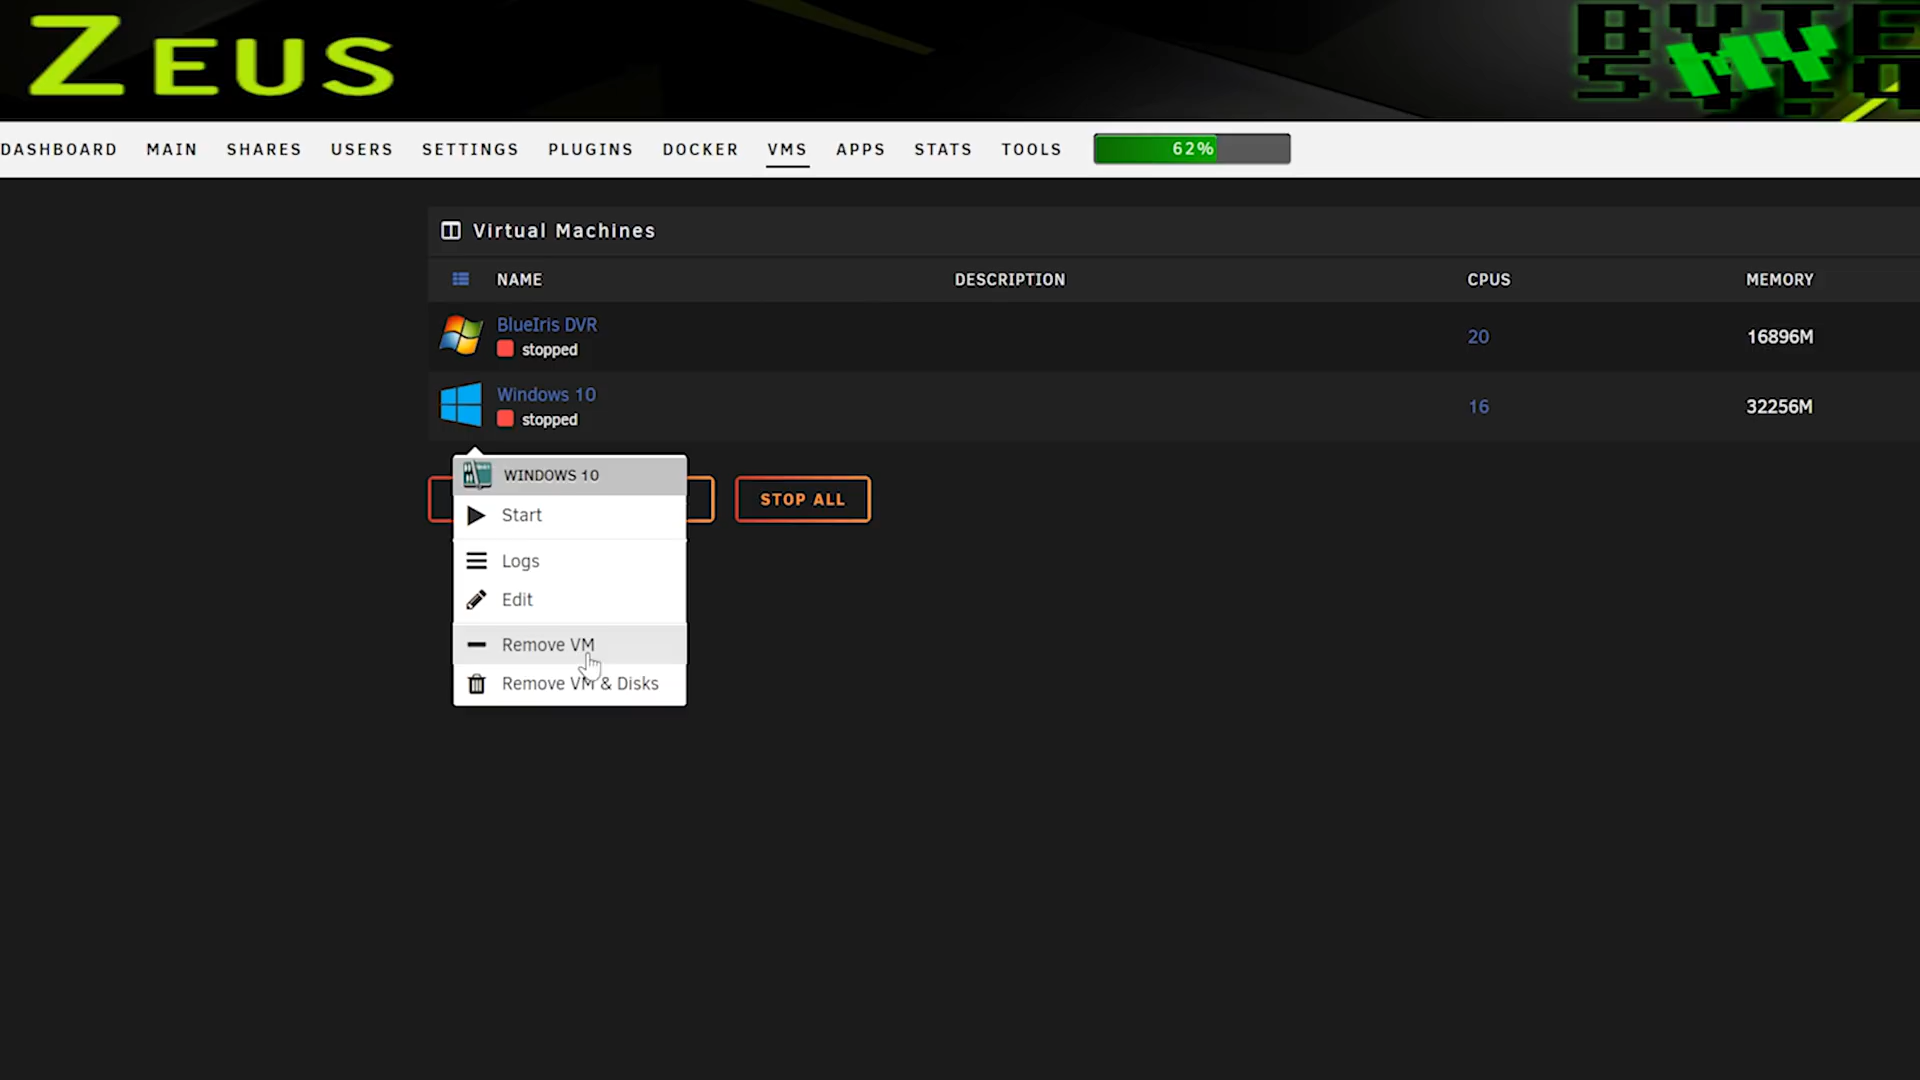 ZEUS
BYTE MY
DASHBOARD MAIN SHARES USERS SETTINGS PLUGINS DOCKER VMS APPS STATS TOOLS 62%
Virtual Machines
NAME DESCRIPTION CPUS MEMORY
BlueIris DVR 20 16896M
stopped
Windows 10 16 32256M
stopped
WINDOWS 10
STOP ALL
Start
Logs
Edit
Remove VM
Remove VM & Disks